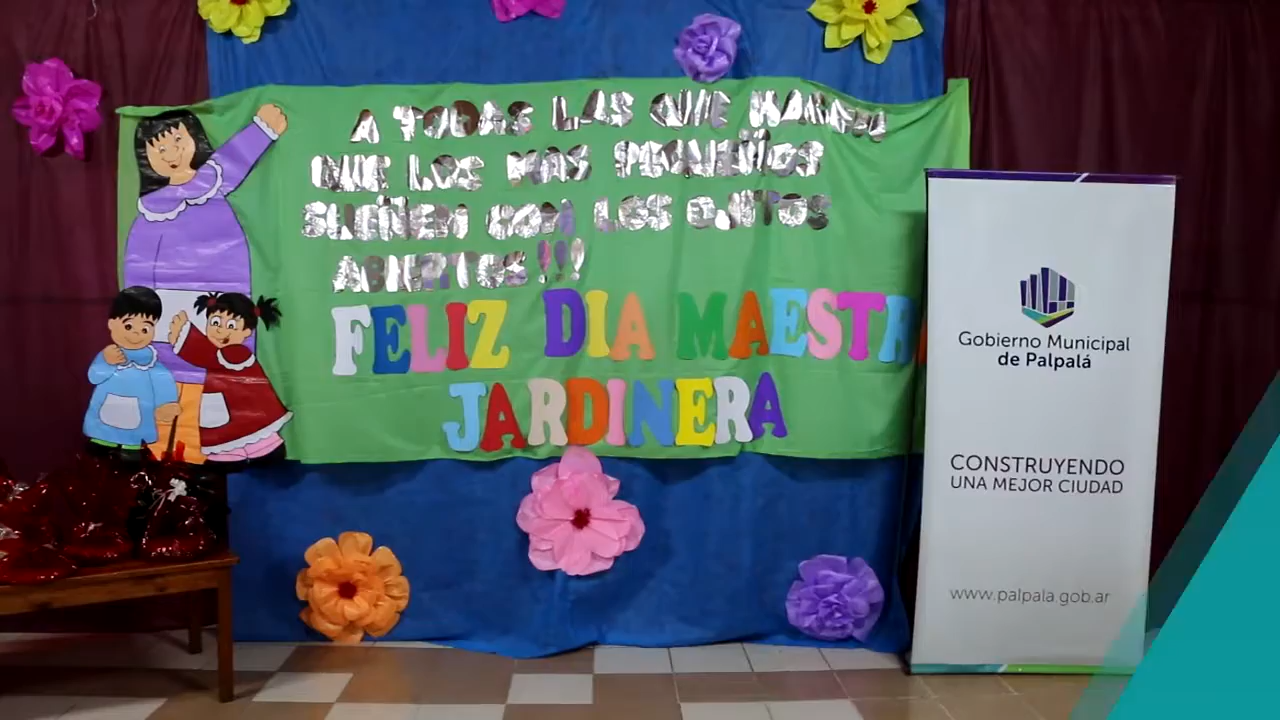 A TODAS LAS QUE HACEN
QUE LOS MAS PEQUEÑOS
SUEÑEN CON LOS OJITOS
ABIERTOS!!!
FELIZ DIA MAESTRA
JARDINERA
Gobierno Municipal
de Palpalá
CONSTRUYENDO
UNA MEJOR CIUDAD
www.palpala.gob.ar